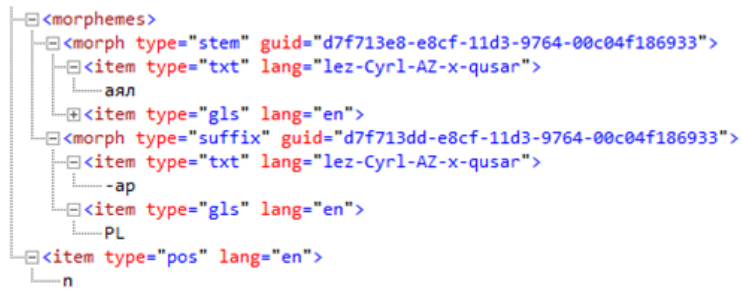 <morphemes>
<morph type="stem" guid="d7f713e8-e8cf-11d3-9764-00c04f186933">
<item type="txt" lang="lez-Cyrl-AZ-x-qusar">
аял
<item type="gls" lang="en">
<morph type="suffix" guid="d7f713dd-e8cf-11d3-9764-00c04f186933">
<item type="txt" lang="lez-Cyrl-AZ-x-qusar">
-ар
<item type="gls" lang="en">
PL
<item type="pos" lang="en">
n